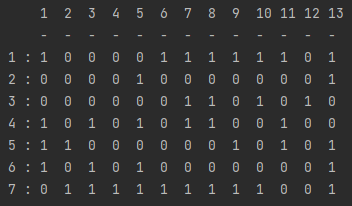 1 2 3 4 5 6 7 8 9 10 11 12 13
- - - - - - - - - - - - -
1 : 1 0 0 0 0 1 1 1 1 1 1 0 1
2 : 0 0 0 0 1 0 0 0 0 0 0 0 1
3 : 0 0 0 0 0 0 1 1 0 1 0 1 0
4 : 1 0 1 0 1 0 1 1 0 0 1 0 0
5 : 1 1 0 0 0 0 0 0 1 0 1 0 1
6 : 1 0 1 0 1 0 0 0 0 0 0 0 1
7 : 0 1 1 1 1 1 1 1 1 1 0 0 1